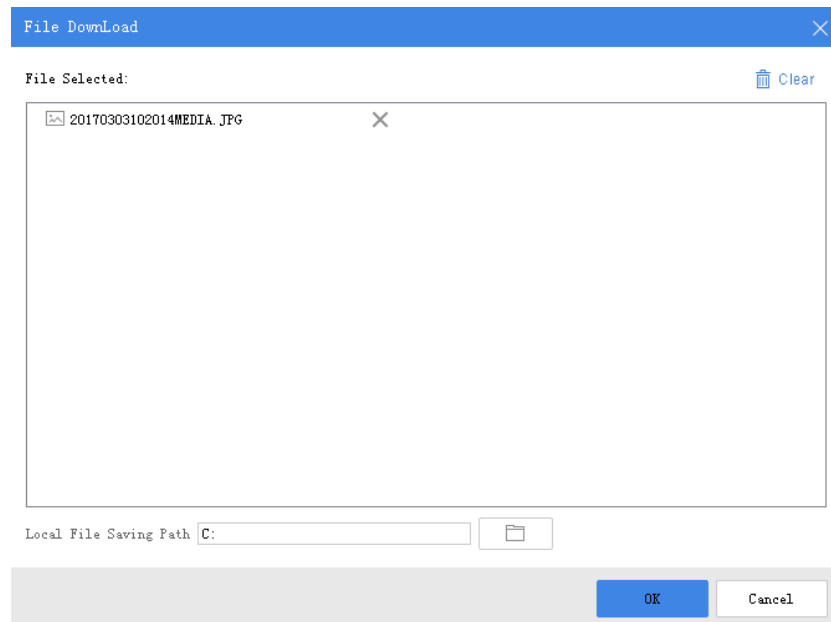 File DownLoad
File Selected:
Clear
20170303102014MEDIA.JPG
Local File Saving Path C:
OK
Cancel